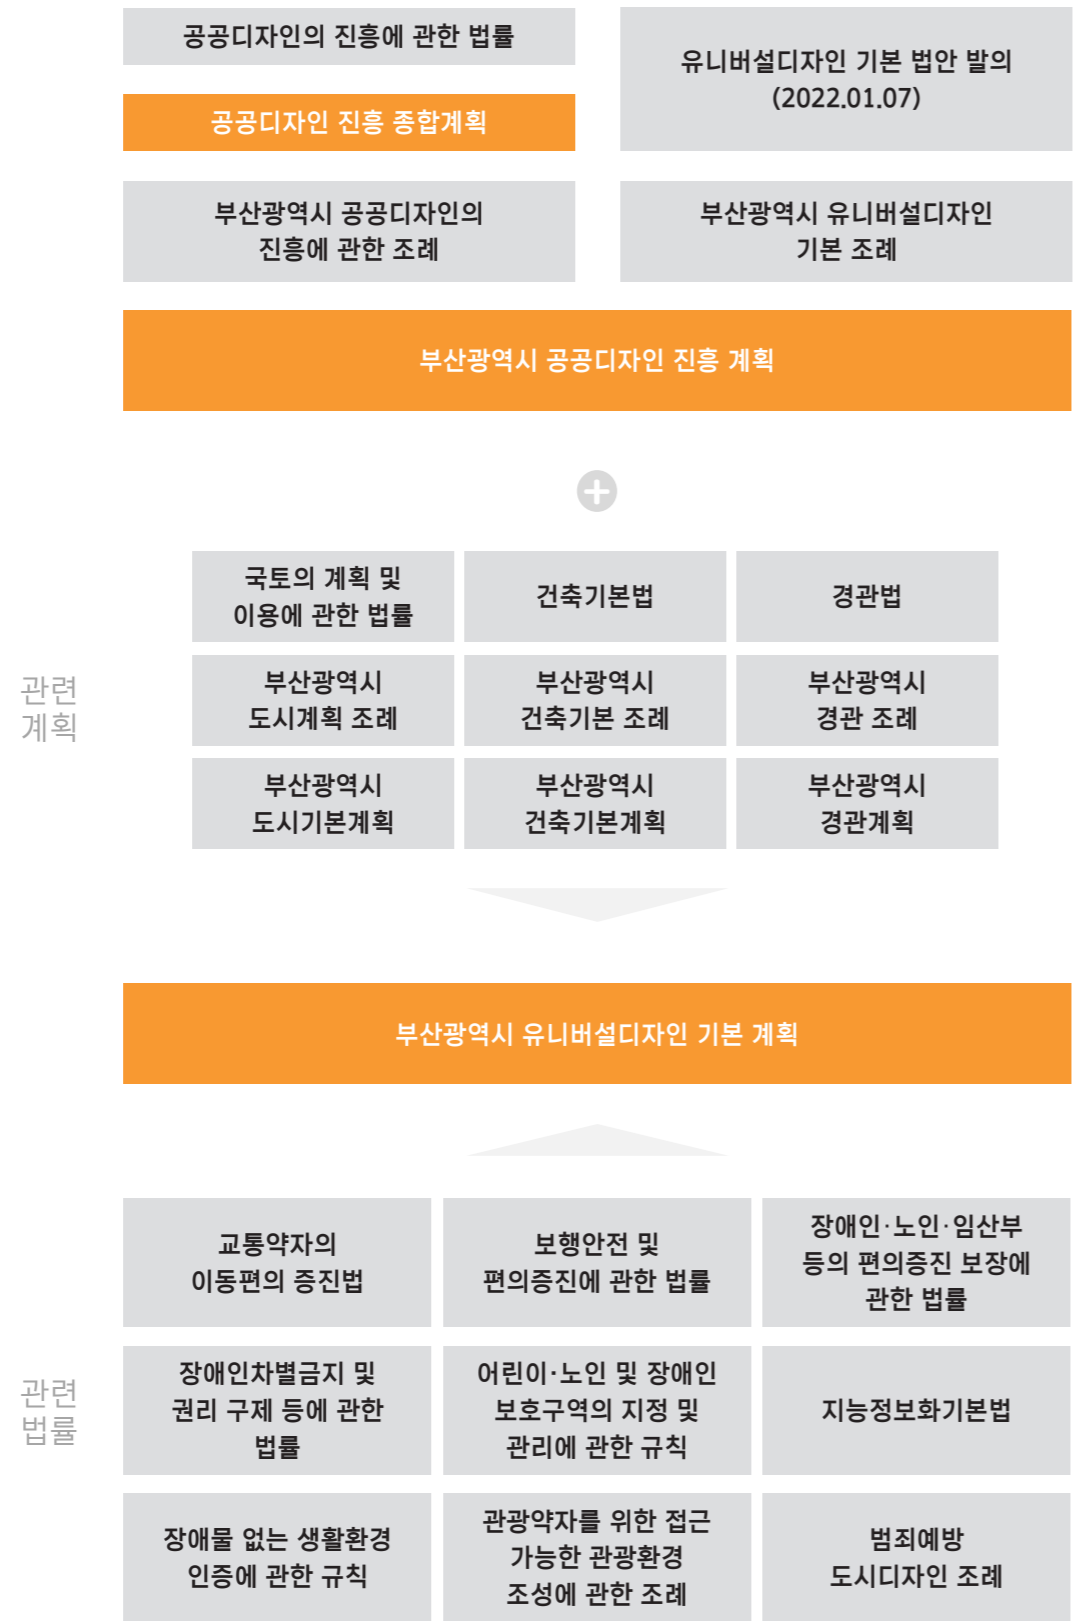 공공디자인의 진흥에 관한 법률
공공디자인 진흥 종합계획
유니버설디자인 기본 법안 발의
(2022.01.07)
부산광역시 공공디자인의
진흥에 관한 조례
부산광역시 유니버설디자인
기본 조례
부산광역시 공공디자인 진흥 계획
관련
계획
국토의 계획 및
이용에 관한 법률
건축기본법
경관법
부산광역시
도시계획 조례
부산광역시
건축기본 조례
부산광역시
경관 조례
부산광역시
도시기본계획
부산광역시
건축기본계획
부산광역시
경관계획
부산광역시 유니버설디자인 기본 계획
관련
법률
교통약자의
이동편의 증진법
보행안전 및
편의증진에 관한 법률
장애인·노인·임산부
등의 편의증진 보장에
관한 법률
장애인차별금지 및
권리 구제 등에 관한
법률
어린이·노인 및 장애인
보호구역의 지정 및
관리에 관한 규칙
지능정보화기본법
장애물 없는 생활환경
인증에 관한 규칙
관광약자를 위한 접근
가능한 관광환경
조성에 관한 조례
범죄예방
도시디자인 조례